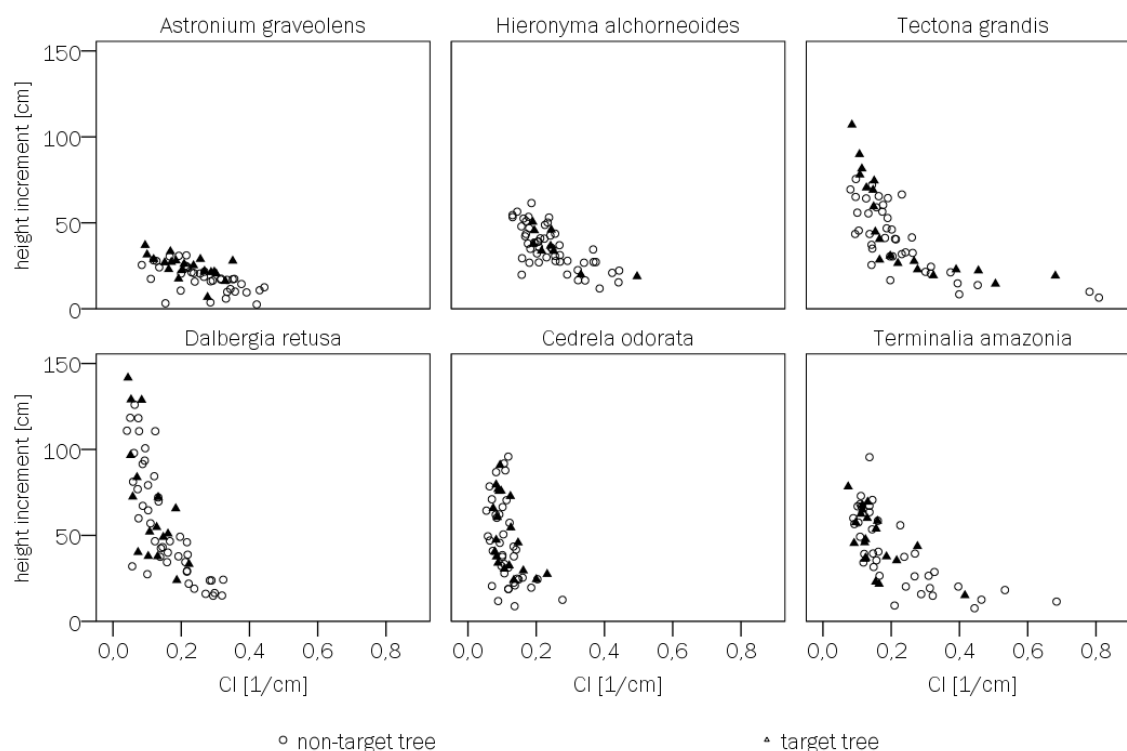 Astronium graveolens
Hieronyma alchorneoides
Tectona grandis
height increment [cm]
150
100
50
0
Dalbergia retusa
Cedrela odorata
Terminalia amazonia
height increment [cm]
150
100
50
0
0,0 0,2 0,4 0,6 0,8
0,0 0,2 0,4 0,6 0,8
0,0 0,2 0,4 0,6 0,8
CI [1/cm]
CI [1/cm]
CI [1/cm]
non-target tree
target tree